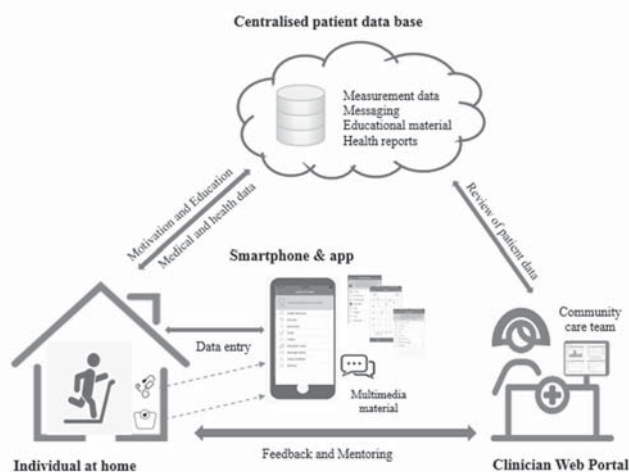 Centralised patient data base
Measurement data
Messaging
Educational material
Health reports
Motivation and Education
Medical and health data
Review of patient data
Smartphone & app
Data entry
Multimedia
material
Community
care team
Feedback and Mentoring
Individual at home
Clinician Web Portal